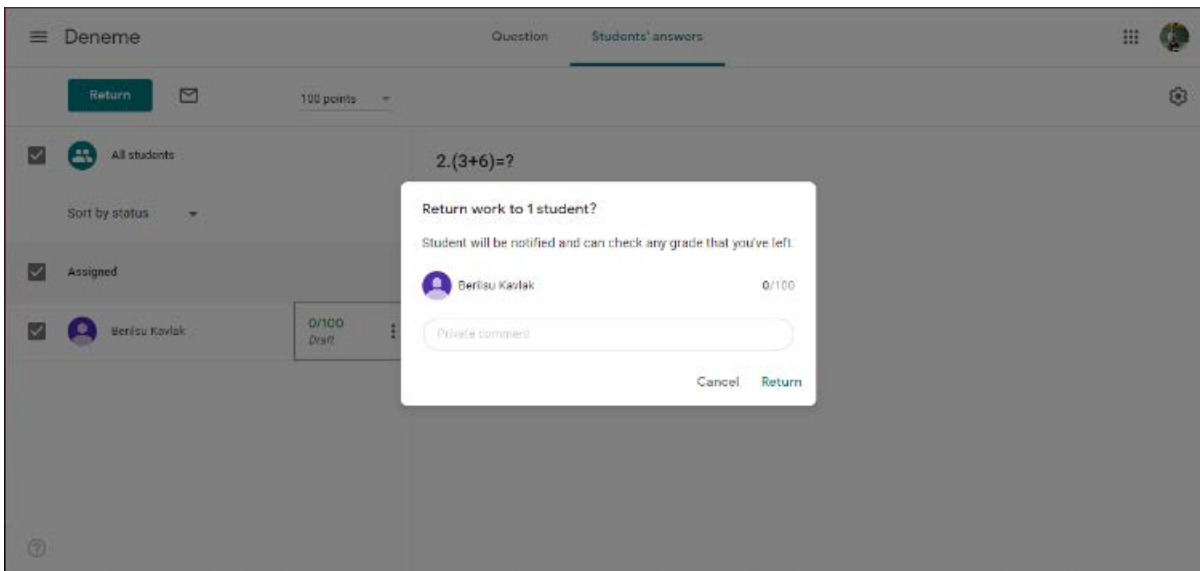 Deneme
Question
Students' answers
Return
100 points
All students
2.(3+6)=?
Sort by status
Return work to 1 student?
Student will be notified and can check any grade that you've left.
Assigned
Berilsu Kavlak
0/100
Berilsu Kavlak
0/100
Draft
Private comment
Cancel
Return